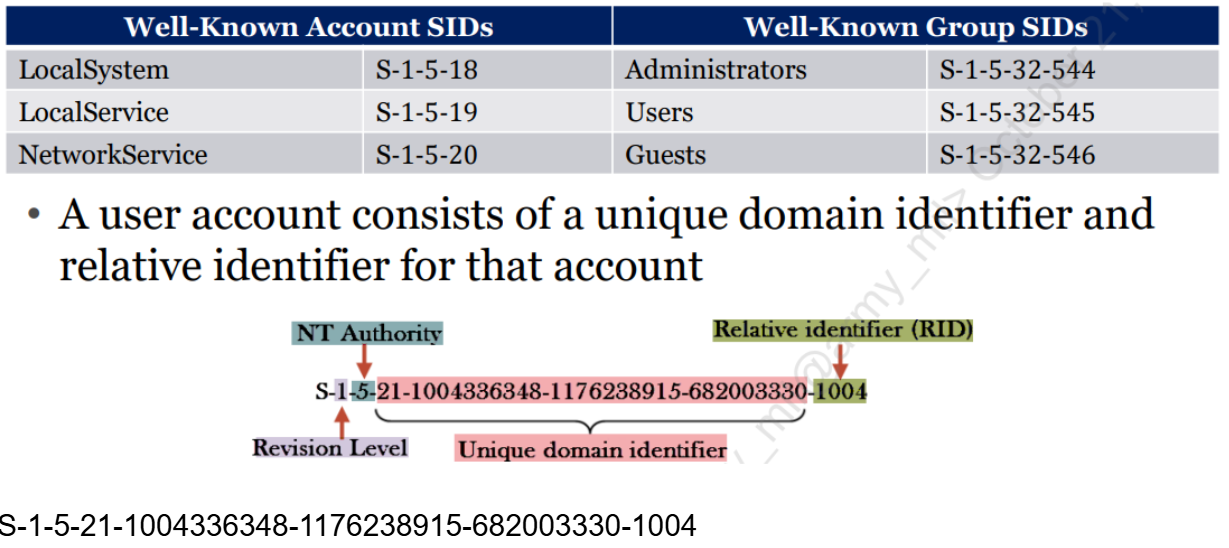 Well-Known Account SIDs Well-Known Group SIDs
LocalSystem S-1-5-18 Administrators S-1-5-32-544
LocalService S-1-5-19 Users S-1-5-32-545
NetworkService S-1-5-20 Guests S-1-5-32-546
• A user account consists of a unique domain identifier and
relative identifier for that account
NT Authority Relative identifier (RID)
S-1-5-21-1004336348-1176238915-682003330-1004
Revision Level Unique domain identifier
S-1-5-21-1004336348-1176238915-682003330-1004
October 21,